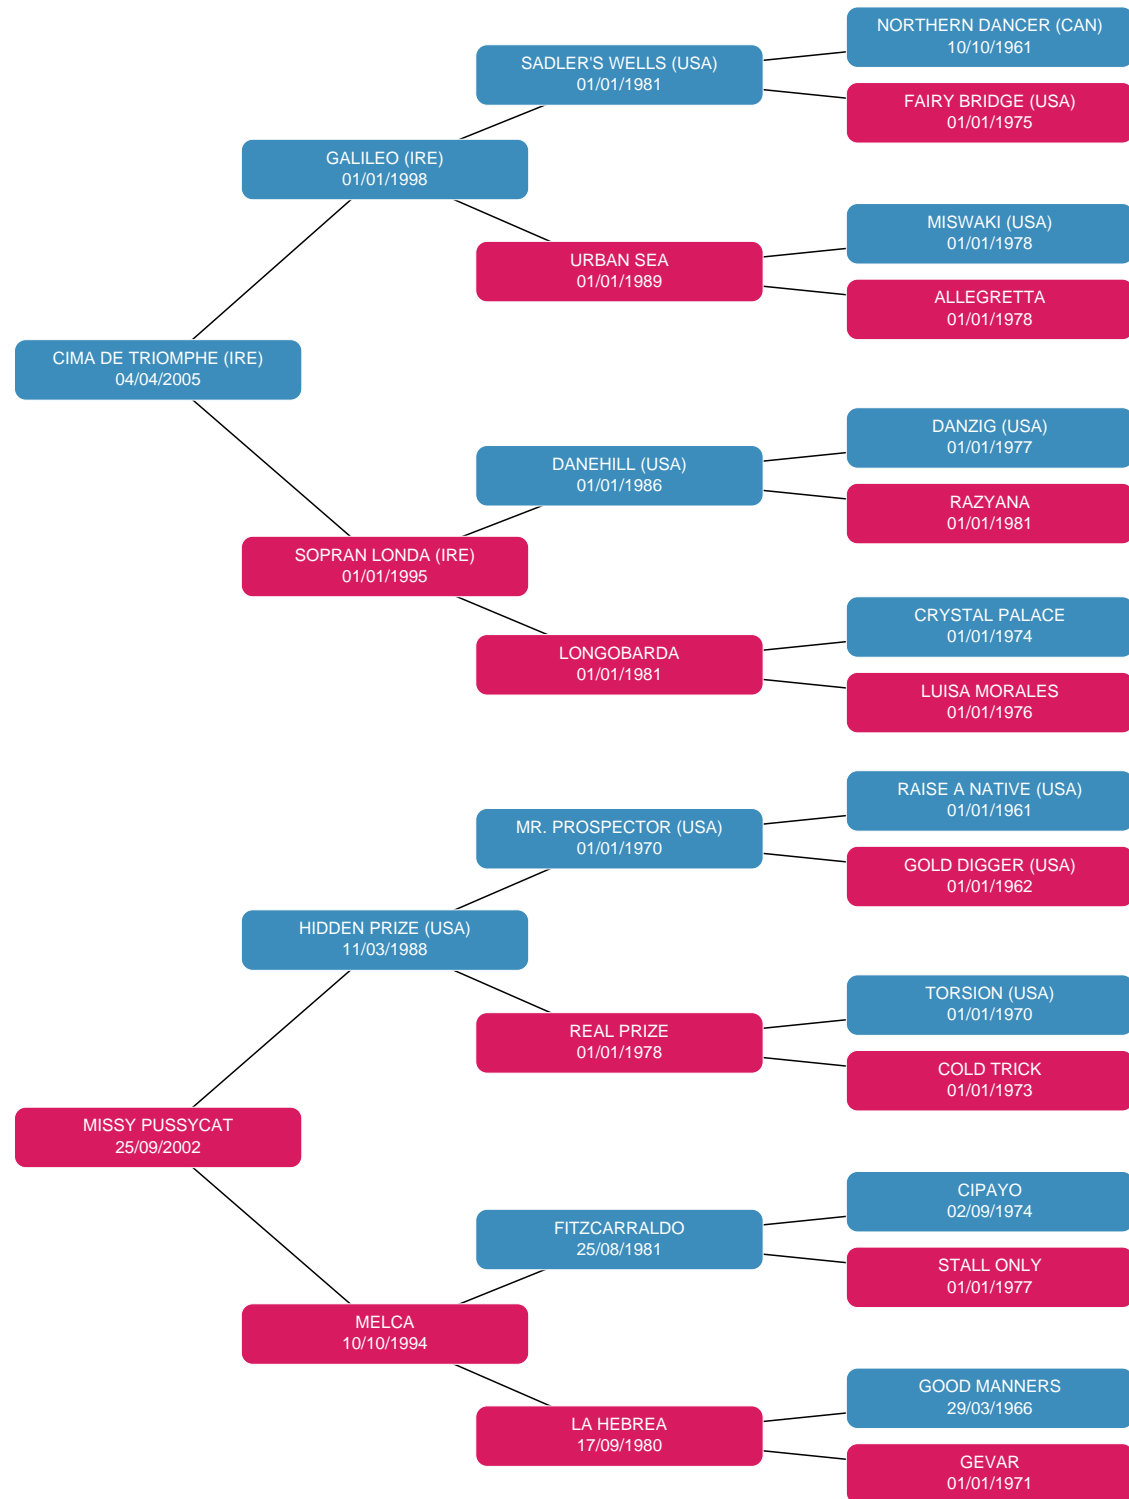 NORTHERN DANCER (CAN)
10/10/1961
SADLER'S WELLS (USA)
01/01/1981
FAIRY BRIDGE (USA)
01/01/1975
GALILEO (IRE)
01/01/1998
MISWAKI (USA)
01/01/1978
URBAN SEA
01/01/1989
ALLEGRETTA
01/01/1978
CIMA DE TRIOMPHE (IRE)
04/04/2005
DANZIG (USA)
01/01/1977
DANEHILL (USA)
01/01/1986
RAZYANA
01/01/1981
SOPRAN LONDA (IRE)
01/01/1995
CRYSTAL PALACE
01/01/1974
LONGOBARDA
01/01/1981
LUISA MORALES
01/01/1976
RAISE A NATIVE (USA)
01/01/1961
MR. PROSPECTOR (USA)
01/01/1970
GOLD DIGGER (USA)
01/01/1962
HIDDEN PRIZE (USA)
11/03/1988
TORSION (USA)
01/01/1970
REAL PRIZE
01/01/1978
COLD TRICK
01/01/1973
MISSY PUSSYCAT
25/09/2002
CIPAYO
02/09/1974
FITZCARRALDO
25/08/1981
STALL ONLY
01/01/1977
MELCA
10/10/1994
GOOD MANNERS
29/03/1966
LA HEBREA
17/09/1980
GEVAR
01/01/1971